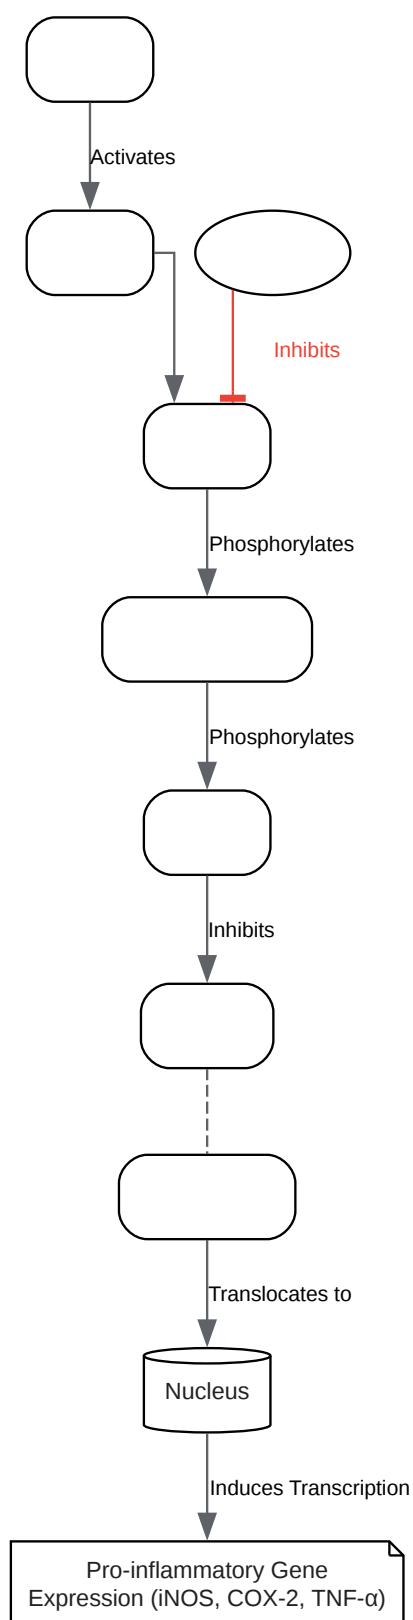 Activates
Inhibits
Phosphorylates
Phosphorylates
Inhibits
Translocates to
Nucleus
Induces Transcription
Pro-inflammatory Gene
Expression (iNOS, COX-2, TNF-α)